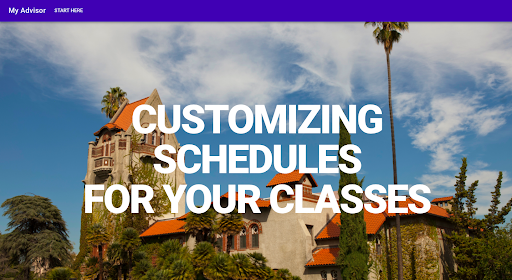 My Advisor START HERE
CUSTOMIZING
SCHEDULES
FOR YOUR CLASSES